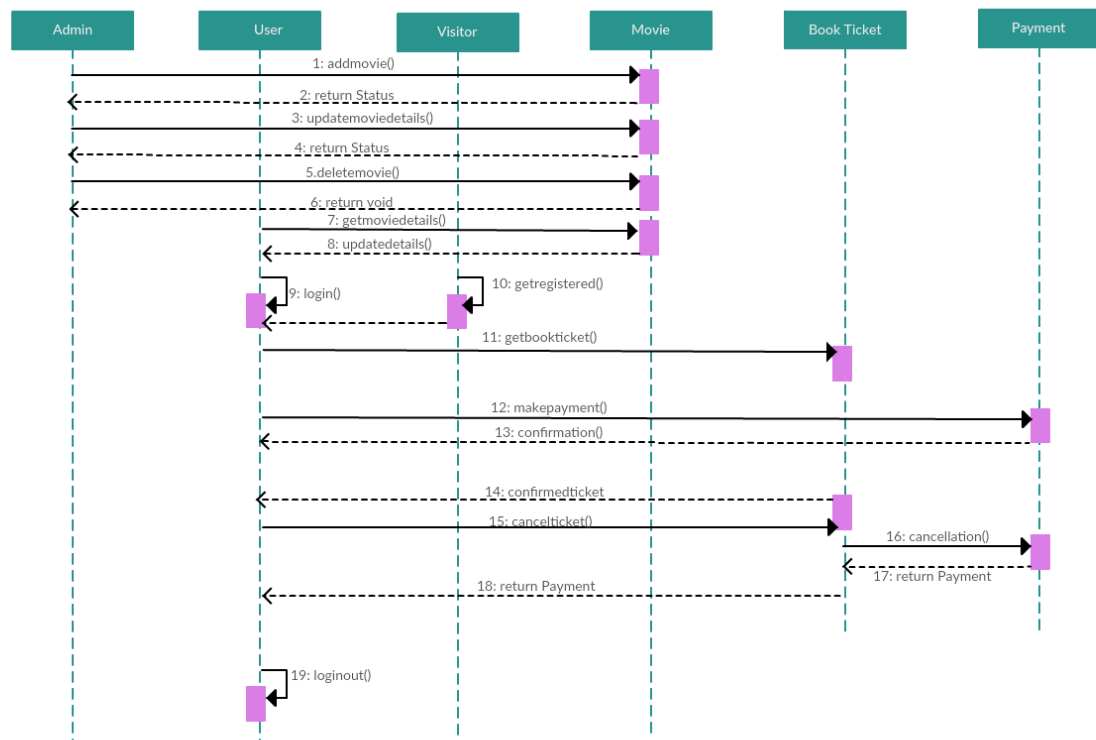 Admin
User
Visitor
Movie
Book Ticket
Payment
1: addmovie()
2: return Status
3: updatemoviedetails()
4: return Status
5.deletemovie()
6: return void
7: getmoviedetails()
8: updatedetails()
9: login()
10: getregistered()
11: getbookticket()
12: makepayment()
13: confirmation()
14: confirmedticket
15: cancelticket()
16: cancellation()
17: return Payment
18: return Payment
19: loginout()